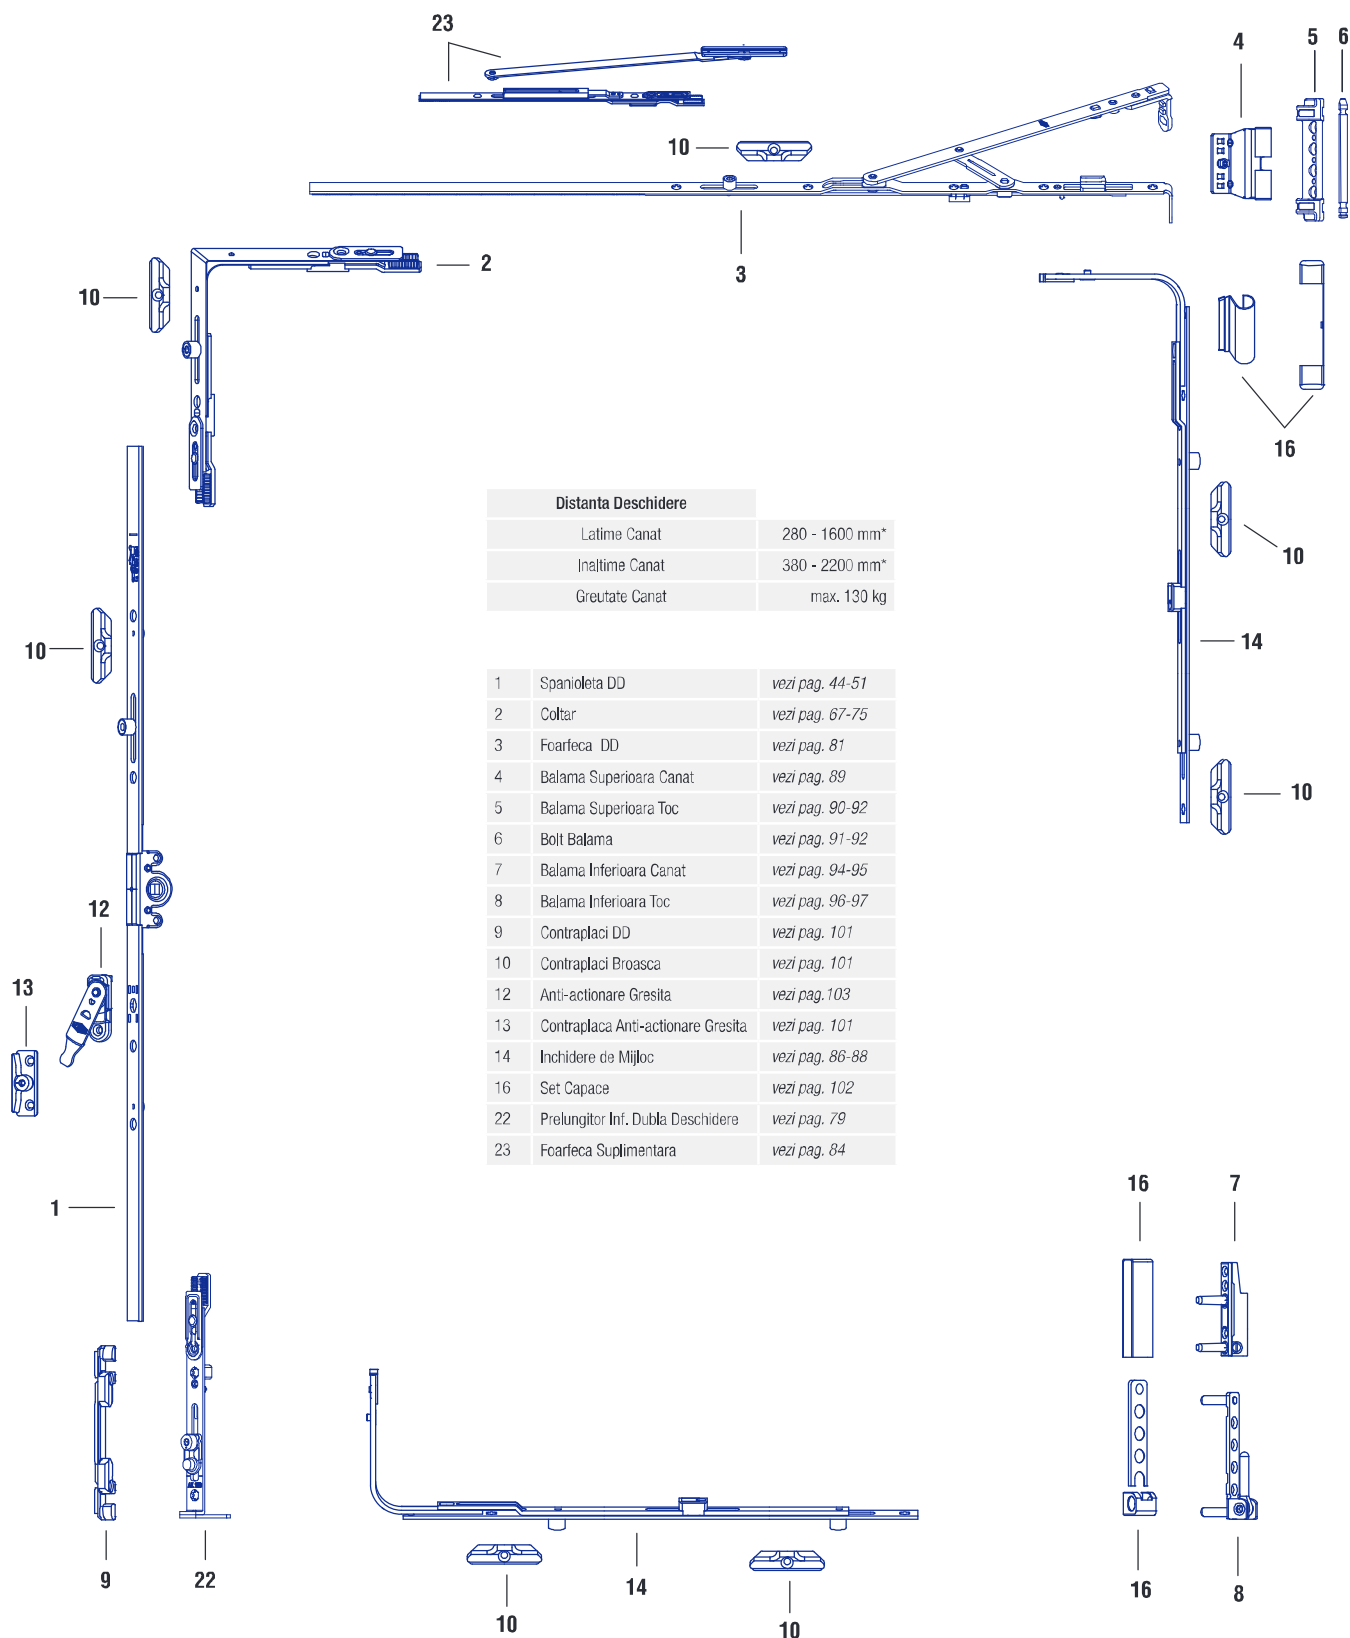 23
4
5
6
10
2
3
10
16
10
14
10
10
12
13
1
Distanta Deschidere
Latime Canat 280 - 1600 mm*
Inaltime Canat 380 - 2200 mm*
Greutate Canat max. 130 kg
1 Spanioleta DD vezi pag. 44-51
2 Coltar vezi pag. 67-75
3 Foarfeca DD vezi pag. 81
4 Balama Superioara Canat vezi pag. 89
5 Balama Superioara Toc vezi pag. 90-92
6 Bolt Balama vezi pag. 91-92
7 Balama Inferioara Canat vezi pag. 94-95
8 Balama Inferioara Toc vezi pag. 96-97
9 Contraplaci DD vezi pag. 101
10 Contraplaci Broasca vezi pag. 101
12 Anti-actionare Gresita vezi pag.103
13 Contraplaca Anti-actionare Gresita vezi pag. 101
14 Inchidere de Mijloc vezi pag. 86-88
16 Set Capace vezi pag. 102
22 Prelungitor Inf. Dubla Deschidere vezi pag. 79
23 Foarfeca Suplimentara vezi pag. 84
16
7
9
22
14
16
8
10
10